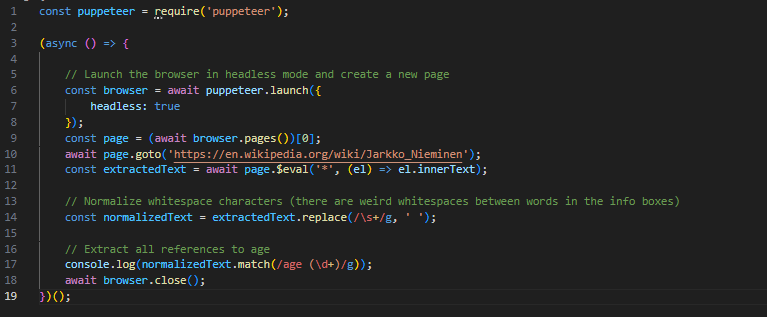 1 const puppeteer = require('puppeteer');
2
3 (async () => {
4
5 // Launch the browser in headless mode and create a new page
6 const browser = await puppeteer.launch({
7 headless: true
8 });
9 const page = (await browser.pages())[0];
10 await page.goto('https://en.wikipedia.org/wiki/Jarkko_Nieminen');
11 const extractedText = await page.$eval('*', (el) => el.innerText);
12
13 // Normalize whitespace characters (there are weird whitespaces between words in the info boxes)
14 const normalizedText = extractedText.replace(/\s+/g, ' ');
15
16 // Extract all references to age
17 console.log(normalizedText.match(/age (\d+)/g));
18 await browser.close();
19 })();